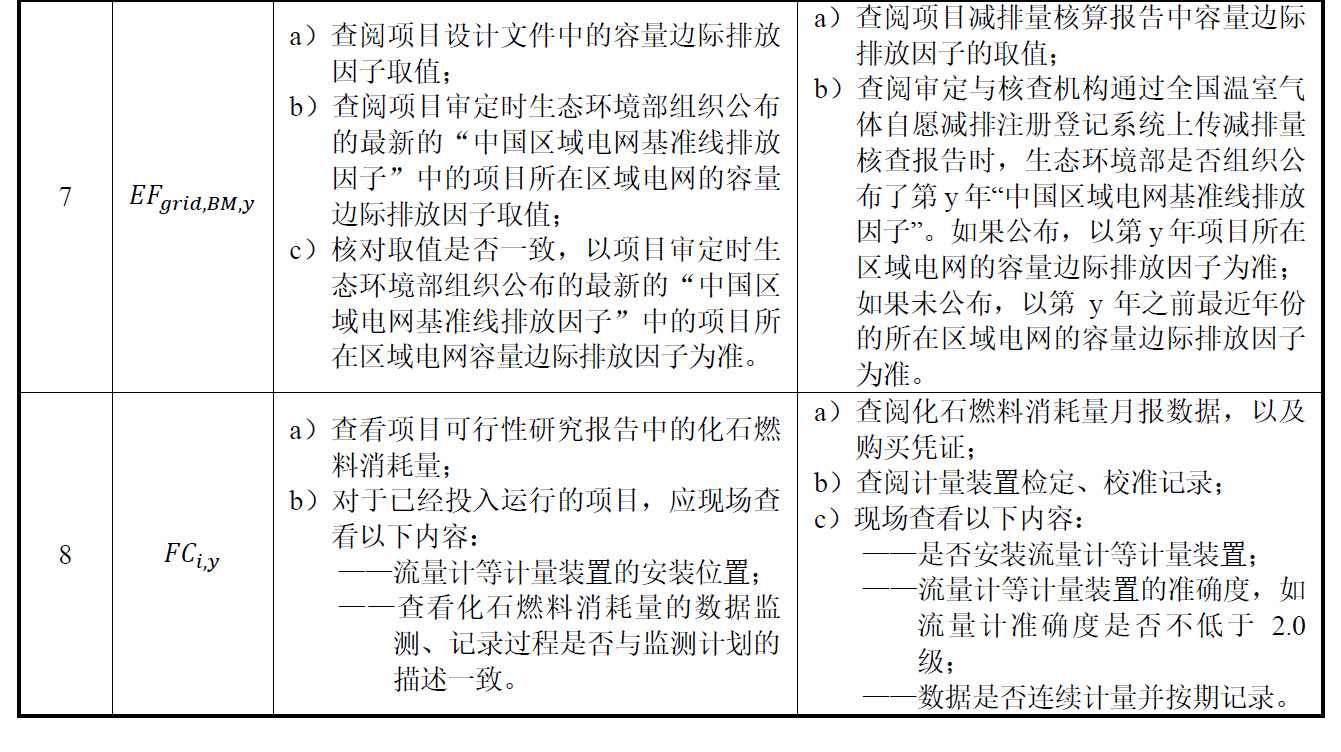 7
EFgrid,BM,y
a）查阅项目设计文件中的容量边际排放
因子取值；
b）查阅项目审定时生态环境部组织公布
的最新的“中国区域电网基准线排放
因子”中的项目所在区域电网的容量
边际排放因子取值；
c）核对取值是否一致，以项目审定时生
态环境部组织公布的最新的“中国区
域电网基准线排放因子”中的项目所
在区域电网容量边际排放因子为准。
a）查阅项目减排量核算报告中容量边际
排放因子的取值；
b）查阅审定与核查机构通过全国温室气
体自愿减排注册登记系统上传减排量
核查报告时，生态环境部是否组织公
布了第 y 年“中国区域电网基准线排放
因子”。如果公布，以第 y 年项目所在
区域电网的容量边际排放因子为准；
如果未公布，以第 y 年之前最近年份
的所在区域电网的容量边际排放因子
为准。
8
FCi,y
a）查看项目可行性研究报告中的化石燃
料消耗量；
b）对于已经投入运行的项目，应现场查
看以下内容：
——流量计等计量装置的安装位置；
——查看化石燃料消耗量的数据监
测、记录过程是否与监测计划的
描述一致。
a）查阅化石燃料消耗量月报数据，以及
购买凭证；
b）查阅计量装置检定、校准记录；
c）现场查看以下内容：
——是否安装流量计等计量装置；
——流量计等计量装置的准确度，如
流量计准确度是否不低于 2.0
级；
——数据是否连续计量并按期记录。